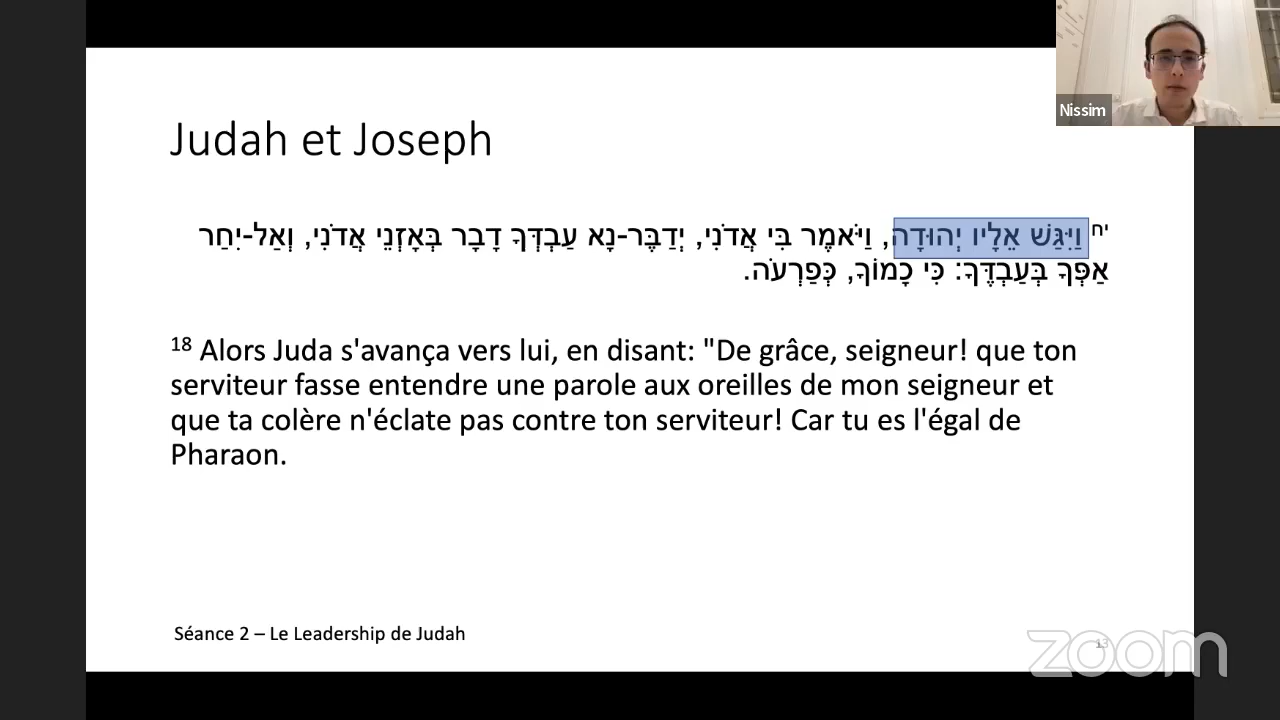 Nissim
Judah et Joseph
יח וַיִּגַּשׁ אֵלָיו יְהוּדָה, וַיֹּאמֶר בִּי אֲדֹנִי, יְדַבֶּר-נָא עַבְדְּךָ דָבָר בְּאָזְנֵי אֲדֹנִי, וְאַל-יִחַר
אַפְּךָ בְּעַבְדֶּךָ: כִּי כָמוֹךָ, כְּפַרְעֹה.
18 Alors Juda s'avança vers lui, en disant: "De grâce, seigneur! que ton
serviteur fasse entendre une parole aux oreilles de mon seigneur et
que ta colère n'éclate pas contre ton serviteur! Car tu es l'égal de
Pharaon.
Séance 2 – Le Leadership de Judah
13
zoom